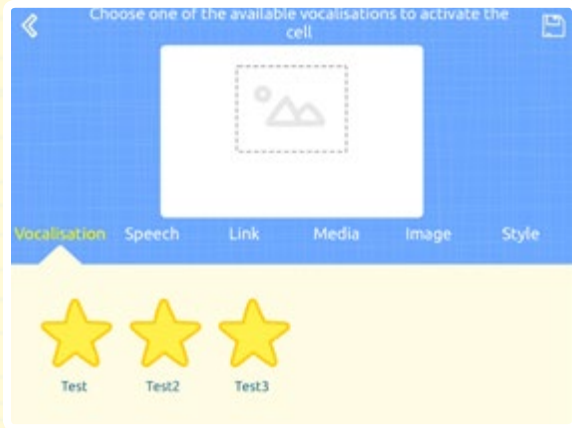 Choose one of the available vocalisations to activate the
cell
Vocalisation Speech Link Media Image Style
Test Test2 Test3